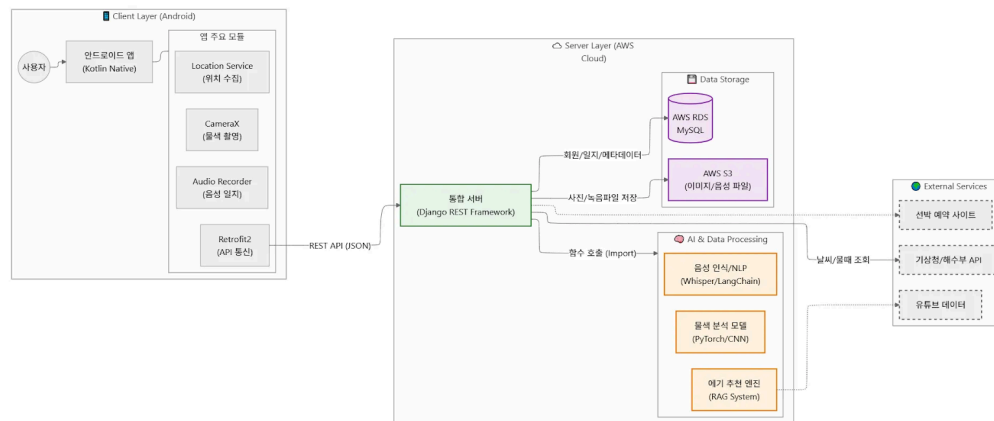 📱 Client Layer (Android)
사용자
안드로이드 앱
(Kotlin Native)
앱 주요 모듈
Location Service
(위치 수집)
CameraX
(물색 촬영)
Audio Recorder
(음성 일지)
Retrofit2
(API 통신)
REST API (JSON)
☁ Server Layer (AWS
Cloud)
통합 서버
(Django REST Framework)
회원/일지/메타데이터
사진/녹음파일 저장
함수 호출 (Import)
💾 Data Storage
AWS RDS
MySQL
AWS S3
(이미지/음성 파일)
🧠 AI & Data Processing
음성 인식/NLP
(Whisper/LangChain)
물색 분석 모델
(PyTorch/CNN)
에기 추천 엔진
(RAG System)
날씨/물때 조회
🌍 External Services
선박 예약 사이트
기상청/해수부 API
유튜브 데이터